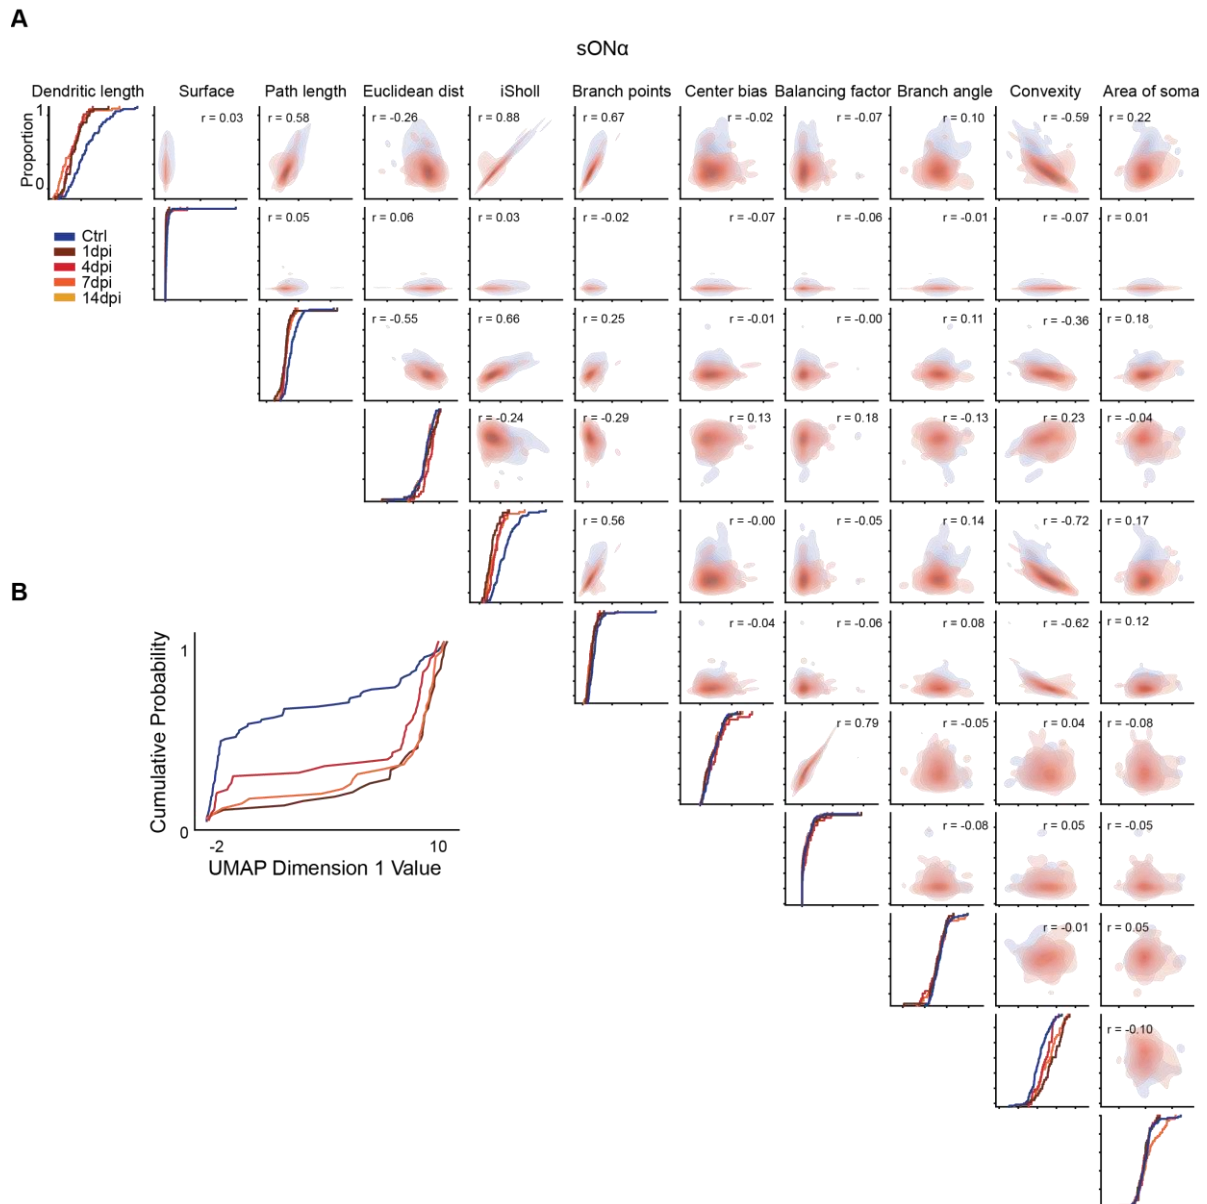 A
sONα
Dendritic length Surface Path length Euclidean dist iSholl Branch points Center bias Balancing factor Branch angle Convexity Area of soma
Proportion
1
0
r = 0.03 r = 0.58 r = -0.26 r = 0.88 r = 0.67 r = -0.02 r = -0.07 r = 0.10 r = -0.59 r = 0.22
r = 0.05 r = 0.06 r = 0.03 r = -0.02 r = -0.07 r = -0.06 r = -0.01 r = -0.07 r = 0.01
Ctrl
1dpi
4dpi
7dpi
14dpi
r = -0.55 r = 0.66 r = 0.25 r = -0.01 r = -0.00 r = 0.11 r = -0.36 r = 0.18
r = -0.24 r = -0.29 r = 0.13 r = 0.18 r = -0.13 r = 0.23 r = -0.04
r = 0.56 r = -0.00 r = -0.05 r = 0.14 r = -0.72 r = 0.17
r = -0.04 r = -0.06 r = 0.08 r = -0.62 r = 0.12
r = 0.79 r = -0.05 r = 0.04 r = -0.08
r = -0.08 r = 0.05 r = -0.05
r = -0.01 r = 0.05
r = -0.10
B
Cumulative Probability
1
0
-2 10
UMAP Dimension 1 Value